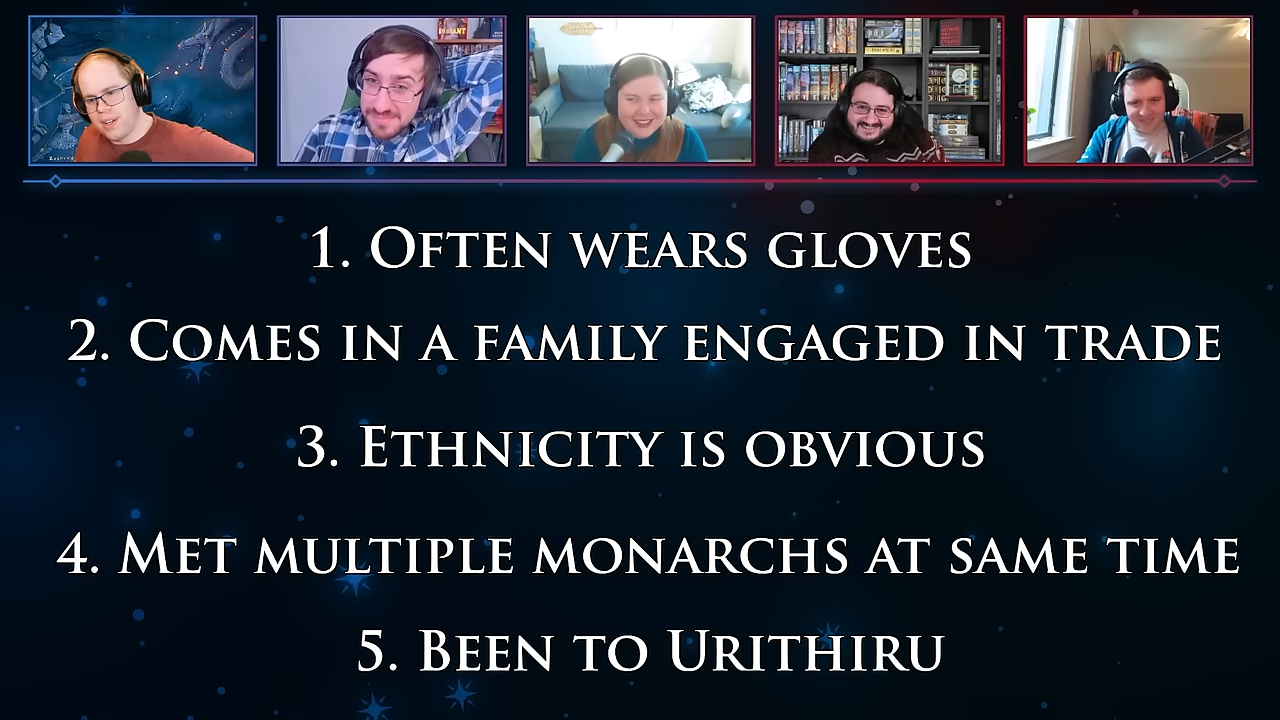 1. Often wears gloves
2. Comes in a family engaged in trade
3. Ethnicity is obvious
4. Met multiple monarchs at same time
5. Been to Urithiru